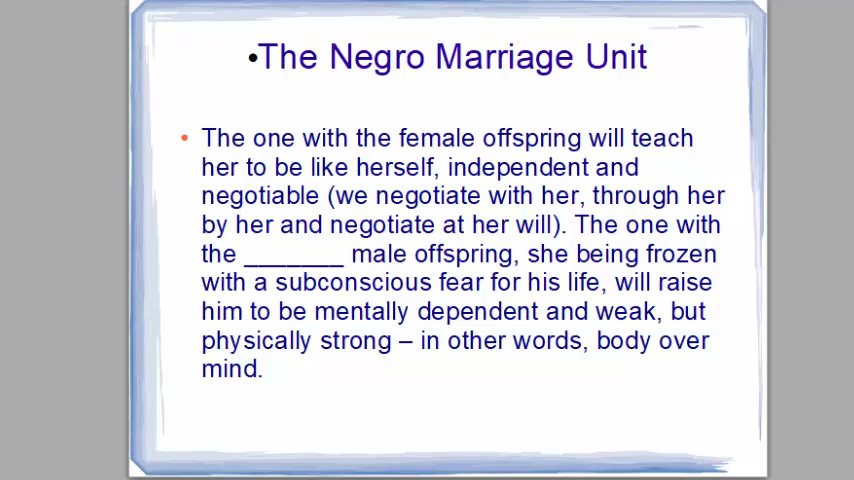 •The Negro Marriage Unit
• The one with the female offspring will teach
her to be like herself, independent and
negotiable (we negotiate with her, through her
by her and negotiate at her will). The one with
the _______ male offspring, she being frozen
with a subconscious fear for his life, will raise
him to be mentally dependent and weak, but
physically strong – in other words, body over
mind.